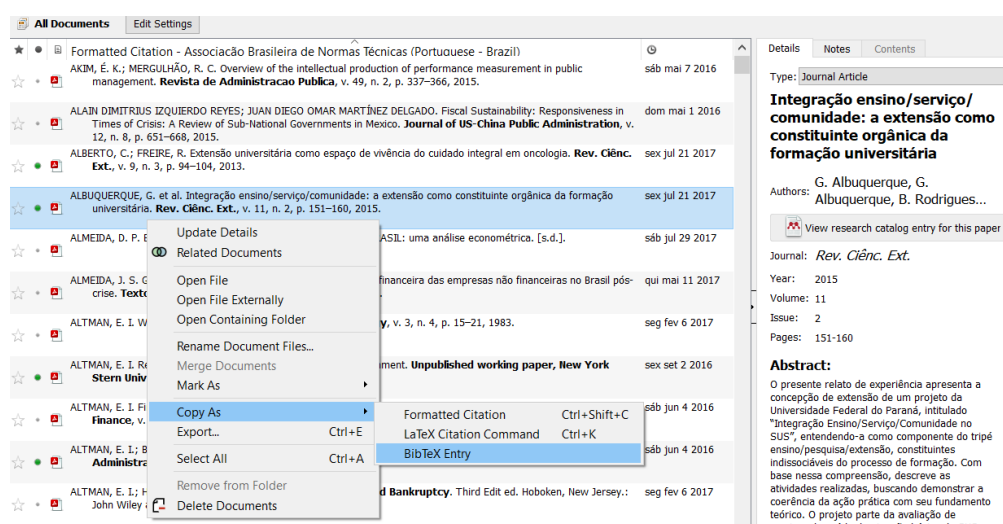 All Documents Edit Settings
Formatted Citation - Associação Brasileira de Normas Técnicas (Portuguese - Brazil)
AKIM, É. K.; MERGULHÃO, R. C. Overview of the intellectual production of performance measurement in public sáb mai 7 2016
management. Revista de Administracao Publica, v. 49, n. 2, p. 337–366, 2015.
ALAIN DIMITRIUS IZQUIERDO REYES; JUAN DIEGO OMAR MARTÍNEZ DELGADO. Fiscal Sustainability: Responsiveness in dom mai 1 2016
Times of Crisis: A Review of Sub-National Governments in Mexico. Journal of US-China Public Administration, v.
12, n. 8, p. 651–668, 2015.
ALBERTO, C.; FREIRE, R. Extensão universitária como espaço de vivência do cuidado integral em oncologia. Rev. Ciênc. sex jul 21 2017
Ext., v. 9, n. 3, p. 94–104, 2013.
ALBUQUERQUE, G. et al. Integração ensino/serviço/comunidade: a extensão como constituinte orgânica da formação sex jul 21 2017
universitária. Rev. Ciênc. Ext., v. 11, n. 2, p. 151–160, 2015.
ALMEIDA, D. P. ASIL: uma análise econométrica. [s.d.]. sáb jul 29 2017
ALMEIDA, J. S. G financeira das empresas não financeiras no Brasil pós- qui mai 11 2017
crise. Texto
ALTMAN, E. I. W y, v. 3, n. 4, p. 15–21, 1983. seg fev 6 2017
ALTMAN, E. I. Re ment. Unpublished working paper, New York sex set 2 2016
Stern Univ
ALTMAN, E. I. Fi sáb jun 4 2016
Finance, v.
ALTMAN, E. I.; B sáb jun 4 2016
Administra
ALTMAN, E. I.; H d Bankruptcy. Third Edit ed. Hoboken, New Jersey.: seg fev 6 2017
John Wiley
Update Details
Related Documents
Open File
Open File Externally
Open Containing Folder
Rename Document Files...
Merge Documents
Mark As
Copy As
Export... Ctrl+E
Select All Ctrl+A
Remove from Folder
Delete Documents
Formatted Citation Ctrl+Shift+C
LaTeX Citation Command Ctrl+K
BibTeX Entry
Details Notes Contents
Type: Journal Article
Integração ensino/serviço/
comunidade: a extensão como
constituinte orgânica da
formação universitária
Authors: G. Albuquerque, G.
Albuquerque, B. Rodrigues...
View research catalog entry for this paper
Journal: Rev. Ciênc. Ext.
Year: 2015
Volume: 11
Issue: 2
Pages: 151-160
Abstract:
O presente relato de experiência apresenta a
concepção de extensão de um projeto da
Universidade Federal do Paraná, intitulado
"Integração Ensino/Serviço/Comunidade no
SUS", entendendo-a como componente do tripé
ensino/pesquisa/extensão, constituintes
indissociáveis do processo de formação. Com
base nessa compreensão, descreve as
atividades realizadas, buscando demonstrar a
coerência da ação prática com seu fundamento
teórico. O projeto parte da avaliação de